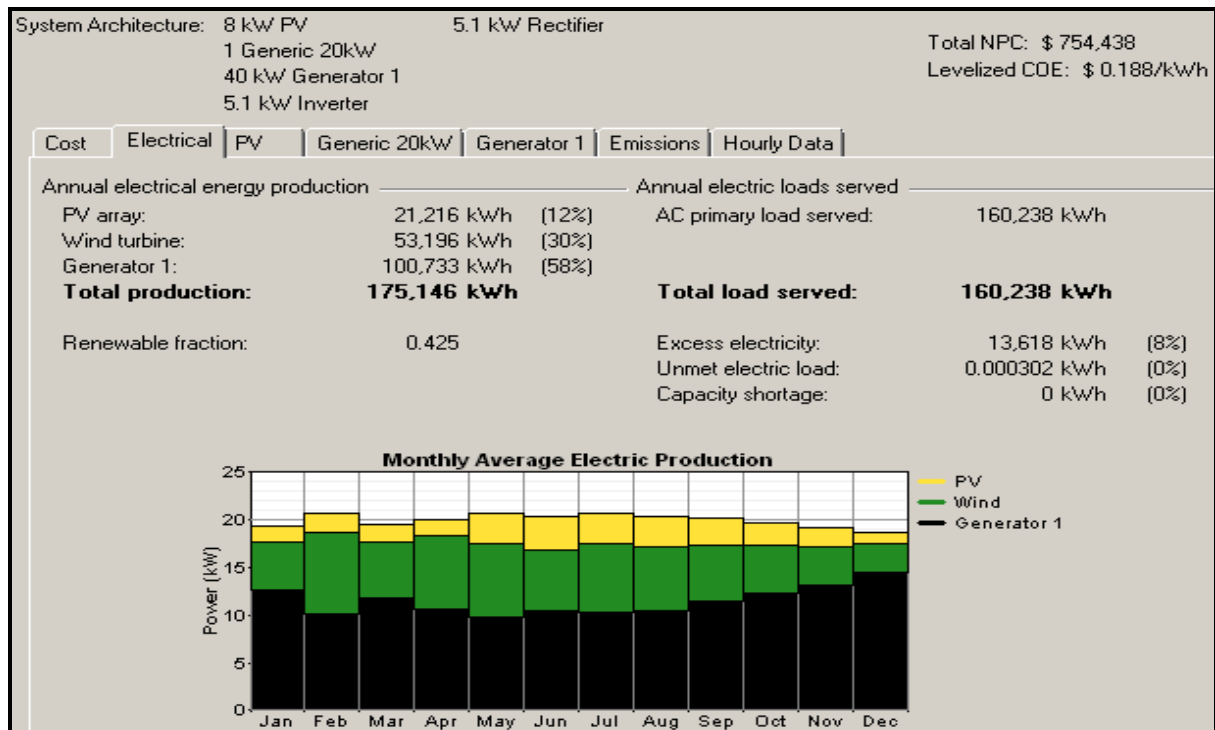 System Architecture: 8 kW PV 5.1 kW Rectifier
1 Generic 20kW
40 kW Generator 1
5.1 kW Inverter
Total NPC: $ 754,438
Levelized COE: $ 0.188/kWh
Cost Electrical PV Generic 20kW Generator 1 Emissions Hourly Data
Annual electrical energy production
PV array: 21,216 kWh (12%)
Wind turbine: 53,196 kWh (30%)
Generator 1: 100,733 kWh (58%)
Total production: 175,146 kWh
Renewable fraction: 0.425
Annual electric loads served
AC primary load served: 160,238 kWh
Total load served: 160,238 kWh
Excess electricity: 13,618 kWh (8%)
Unmet electric load: 0.000302 kWh (0%)
Capacity shortage: 0 kWh (0%)
Monthly Average Electric Production
Power (kW)
25
20
15
10
5
0
Jan Feb Mar Apr May Jun Jul Aug Sep Oct Nov Dec
PV
Wind
Generator 1